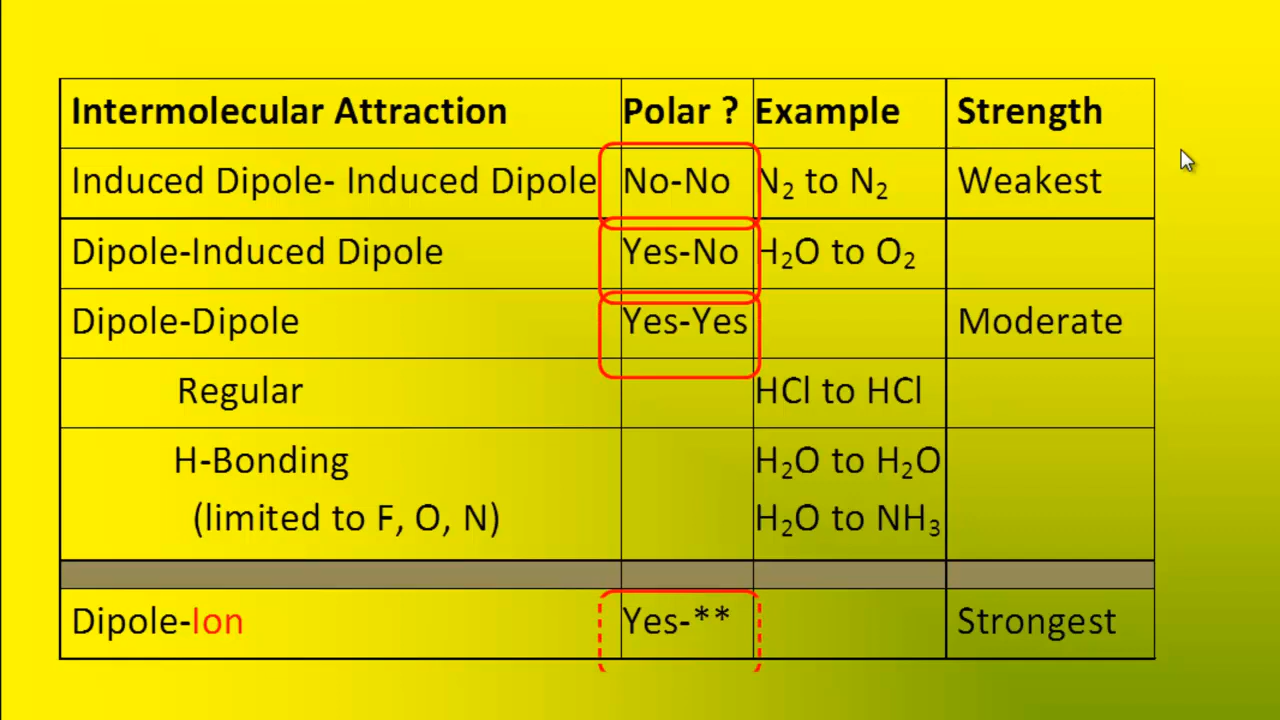 Intermolecular Attraction Polar ? Example Strength
Induced Dipole- Induced Dipole No-No N₂ to N₂ Weakest
Dipole-Induced Dipole Yes-No H₂O to O₂
Dipole-Dipole Yes-Yes Moderate
Regular HCl to HCl
H-Bonding H₂O to H₂O
(limited to F, O, N) H₂O to NH₃
Dipole-Ion Yes-** Strongest